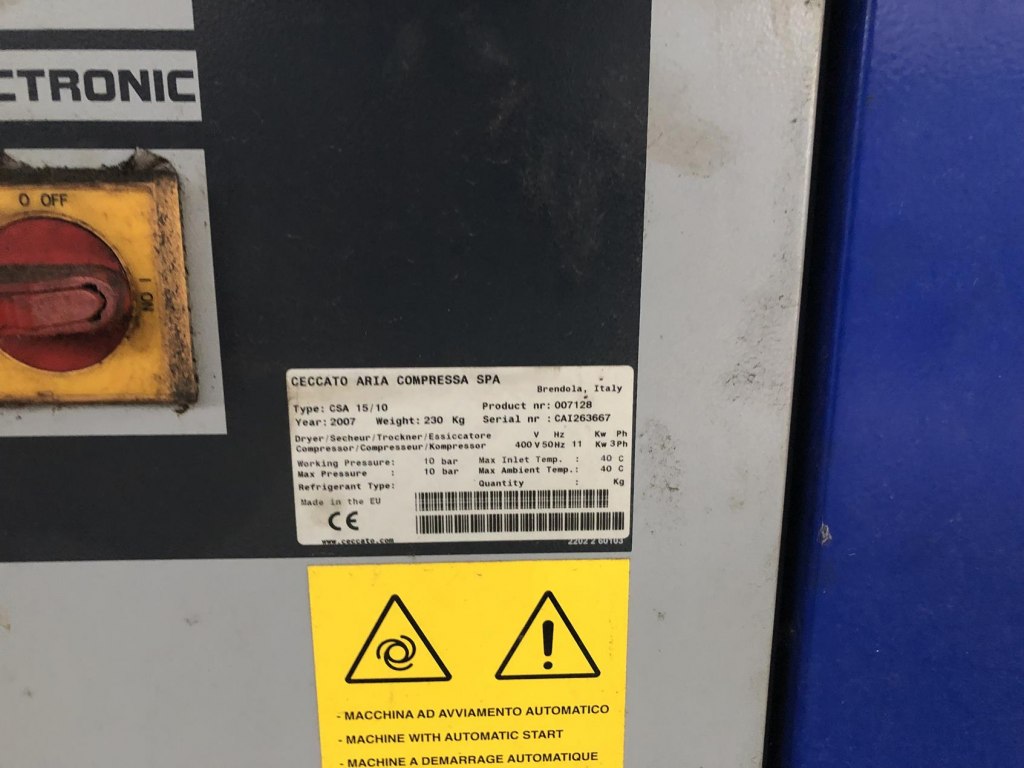 CTRONIC
O OFF
I ON
CECCATO ARIA COMPRESSA SPA
Brendola, Italy
Type: CSA 15/10 Product nr: 007128
Year: 2007 Weight: 230 Kg Serial nr : CAI263667
Dryer/Secheur/Trockner/Essiccatore V Hz Kw Ph
Compressor/Compresseur/Kompressor 400 V 50Hz 11 Kw 3Ph
Working Pressure: 10 bar Max Inlet Temp. : 40 C
Max Pressure : 10 bar Max Ambient Temp.: 40 C
Refrigerant Type: Quantity : Kg
Made in the EU
CE
www.ceccato.com
- MACCHINA AD AVVIAMENTO AUTOMATICO
- MACHINE WITH AUTOMATIC START
- MACHINE A DEMARRAGE AUTOMATIQUE